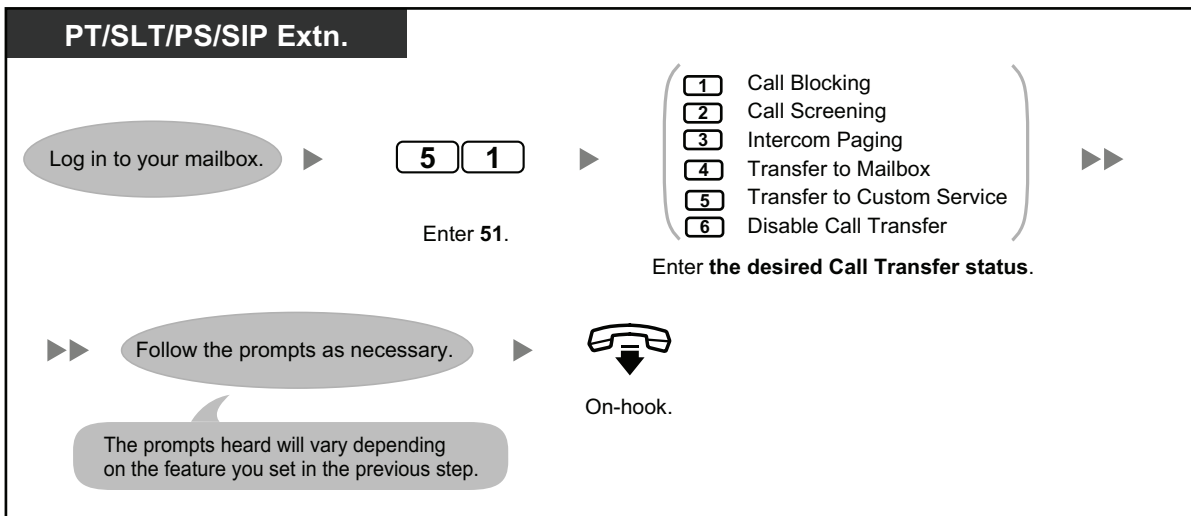 PT/SLT/PS/SIP Extn.
Log in to your mailbox.
5 1
Enter 51.
1 Call Blocking
2 Call Screening
3 Intercom Paging
4 Transfer to Mailbox
5 Transfer to Custom Service
6 Disable Call Transfer
Enter the desired Call Transfer status.
Follow the prompts as necessary.
The prompts heard will vary depending
on the feature you set in the previous step.
On-hook.